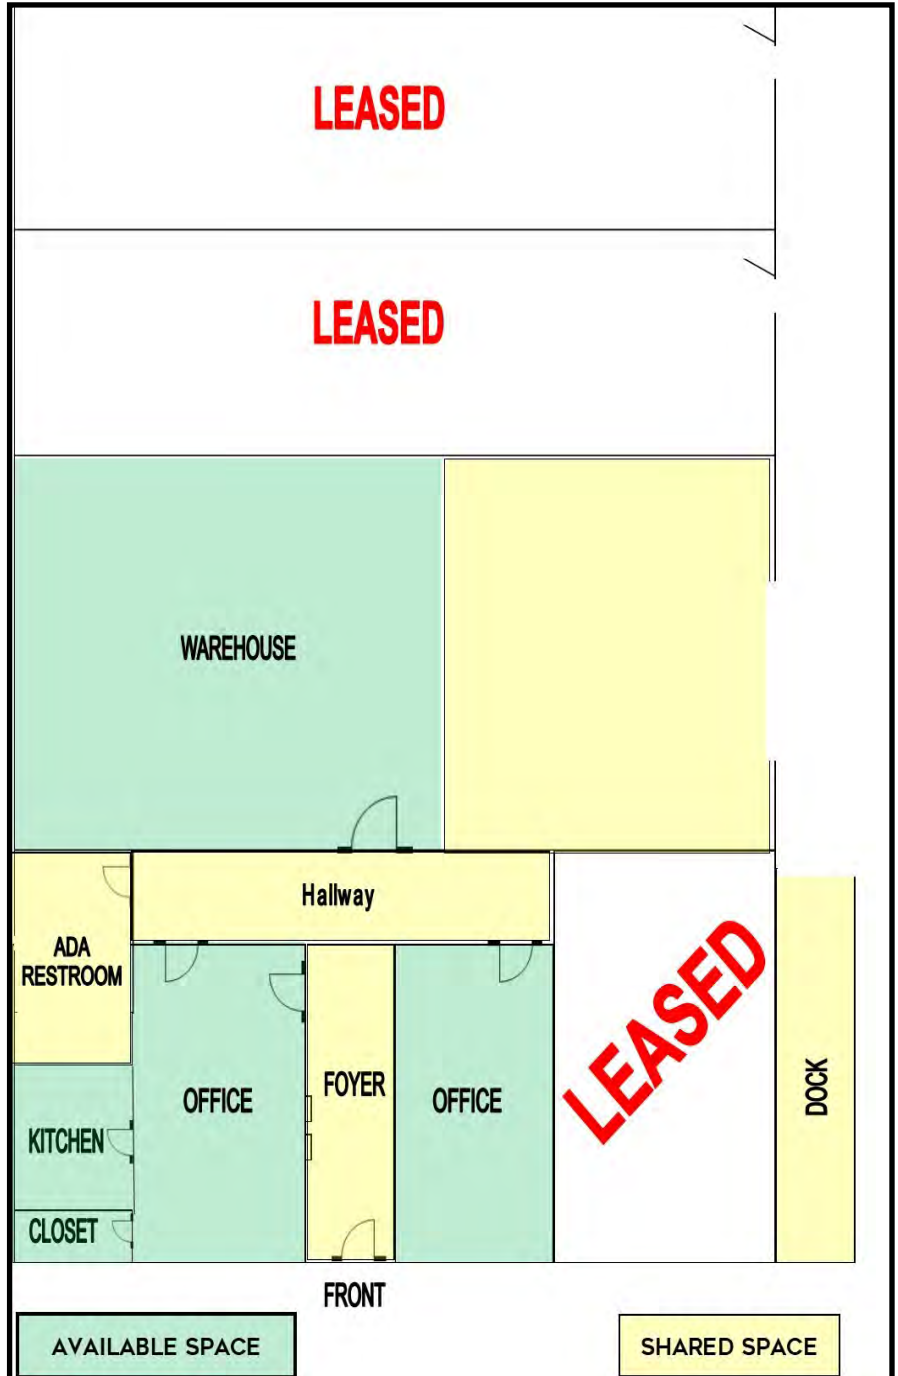 LEASED
LEASED
WAREHOUSE
Hallway
ADA
RESTROOM
LEASED
OFFICE
FOYER
OFFICE
DOCK
KITCHEN
CLOSET
FRONT
AVAILABLE SPACE
SHARED SPACE